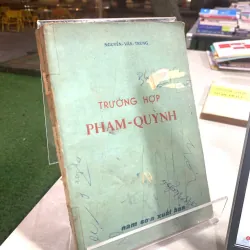 NGUYỄN-VĂN-TRUNG
TRƯỜNG HỢP
PHẠM-QUỲNH
nam sơn xuất bản